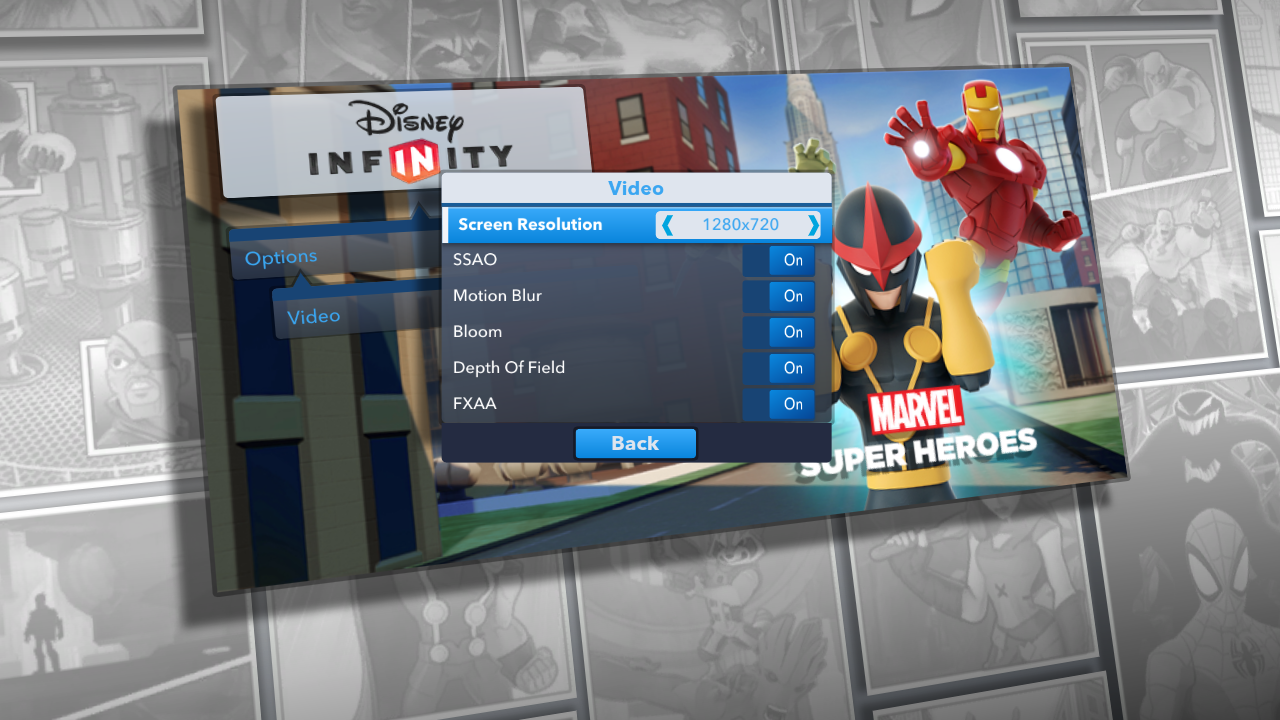 Disney
INFINITY
Video
Screen Resolution 1280x720
Options
SSAO On
Motion Blur On
Video
Bloom On
Depth Of Field On
FXAA On
Back
MARVEL
SUPER HEROES